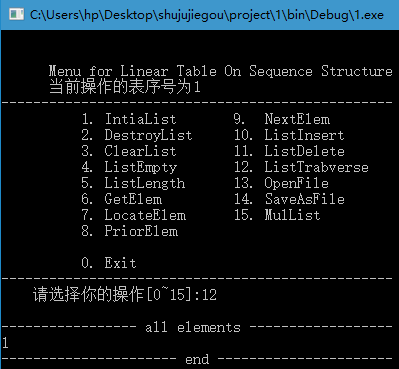 C:\Users\hp\Desktop\shujujiegou\project\1\bin\Debug\1.exe
Menu for Linear Table On Sequence Structure
当前操作的表序号为1
--------------------------------------------------
1. IntiaList 9. NextElem
2. DestroyList 10. ListInsert
3. ClearList 11. ListDelete
4. ListEmpty 12. ListTrabverse
5. ListLength 13. OpenFile
6. GetElem 14. SaveAsFile
7. LocateElem 15. MulList
8. PriorElem
0. Exit
--------------------------------------------------
请选择你的操作[0~15]:12
-----------------all elements ------------------
1
--------------------- end -----------------------